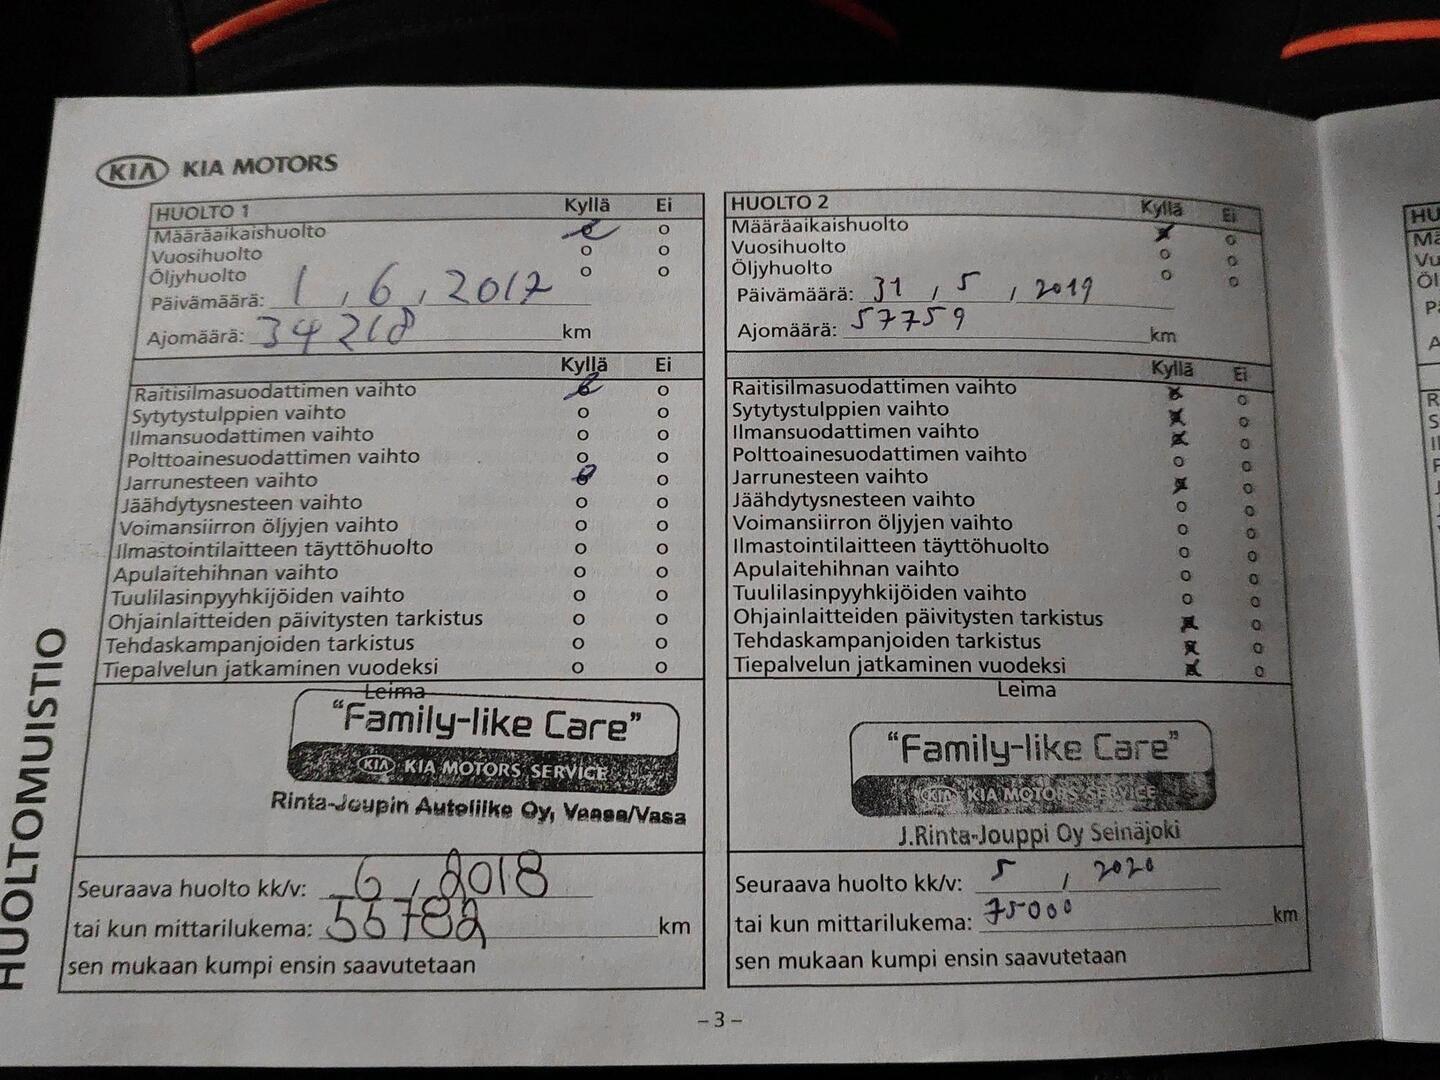 KIA KIA MOTORS
HUOLTOMUISTIO
HUOLTO 1 Kyllä Ei
Määräaikaishuolto o
Vuosihuolto o o
Öljyhuolto o o
Päivämäärä: 1 , 6 , 2017
Ajomäärä: 34 218 km
Kyllä Ei
Raitisilmasuodattimen vaihto o
Sytytystulppien vaihto o o
Ilmansuodattimen vaihto o o
Polttoainesuodattimen vaihto o o
Jarrunesteen vaihto o
Jäähdytysnesteen vaihto o o
Voimansiirron öljyjen vaihto o o
Ilmastointilaitteen täyttöhuolto o o
Apulaitehihnan vaihto o o
Tuulilasinpyyhkijöiden vaihto o o
Ohjainlaitteiden päivitysten tarkistus o o
Tehdaskampanjoiden tarkistus o o
Tiepalvelun jatkaminen vuodeksi o o
Leima
"Family-like Care"
KIA KIA MOTORS SERVICE
Rinta-Joupin Autoliike Oy, Vaasa/Vasa
Seuraava huolto kk/v: 6 , 2018
tai kun mittarilukema: km
sen mukaan kumpi ensin saavutetaan
HUOLTO 2 Kyllä Ei
Määräaikaishuolto x o
Vuosihuolto o o
Öljyhuolto o o
Päivämäärä: 31 , 5 , 2019
Ajomäärä: 57759 km
Kyllä Ei
Raitisilmasuodattimen vaihto x o
Sytytystulppien vaihto x o
Ilmansuodattimen vaihto x o
Polttoainesuodattimen vaihto o o
Jarrunesteen vaihto x o
Jäähdytysnesteen vaihto o o
Voimansiirron öljyjen vaihto o o
Ilmastointilaitteen täyttöhuolto o o
Apulaitehihnan vaihto o o
Tuulilasinpyyhkijöiden vaihto o o
Ohjainlaitteiden päivitysten tarkistus x o
Tehdaskampanjoiden tarkistus x o
Tiepalvelun jatkaminen vuodeksi x o
Leima
"Family-like Care"
KIA KIA MOTORS SERVICE
J.Rinta-Jouppi Oy Seinäjoki
Seuraava huolto kk/v: 5 , 2020
tai kun mittarilukema: 75000 km
sen mukaan kumpi ensin saavutetaan
– 3 –